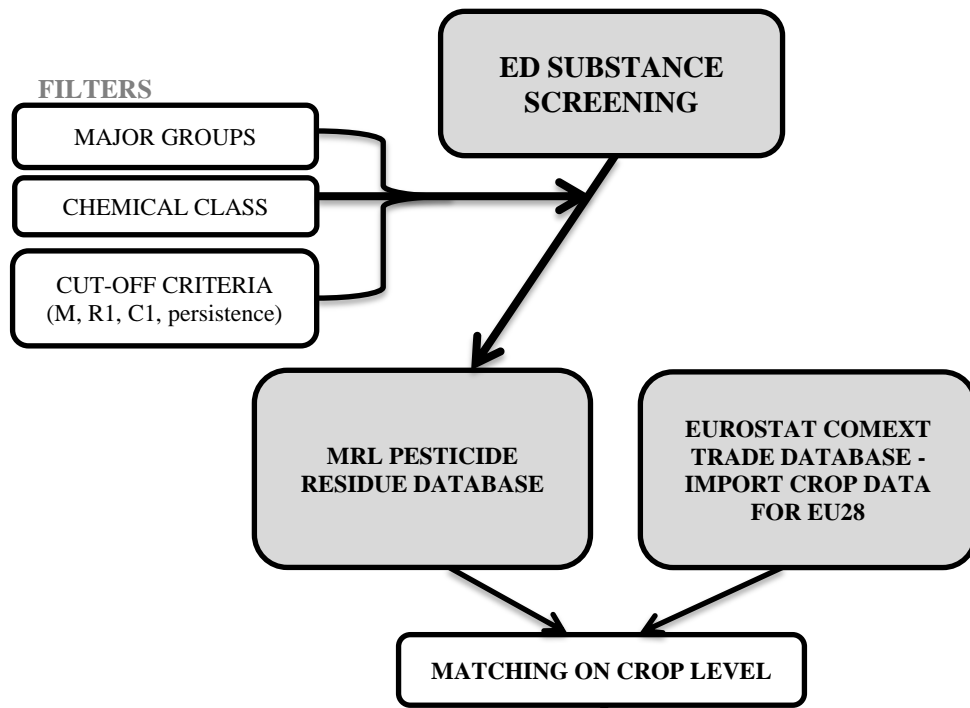 ED SUBSTANCE
SCREENING
FILTERS
MAJOR GROUPS
CHEMICAL CLASS
CUT-OFF CRITERIA
(M, R1, C1, persistence)
MRL PESTICIDE
RESIDUE DATABASE
EUROSTAT COMEXT
TRADE DATABASE -
IMPORT CROP DATA
FOR EU28
MATCHING ON CROP LEVEL